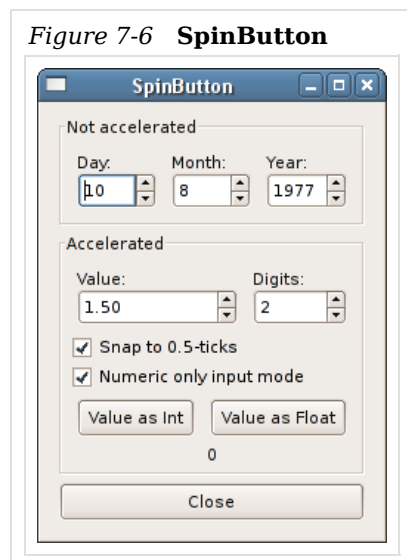 Figure 7-6 SpinButton
SpinButton
Not accelerated
Day: Month: Year:
10 8 1977
Accelerated
Value: Digits:
1.50 2
Snap to 0.5-ticks
Numeric only input mode
Value as Int Value as Float
0
Close